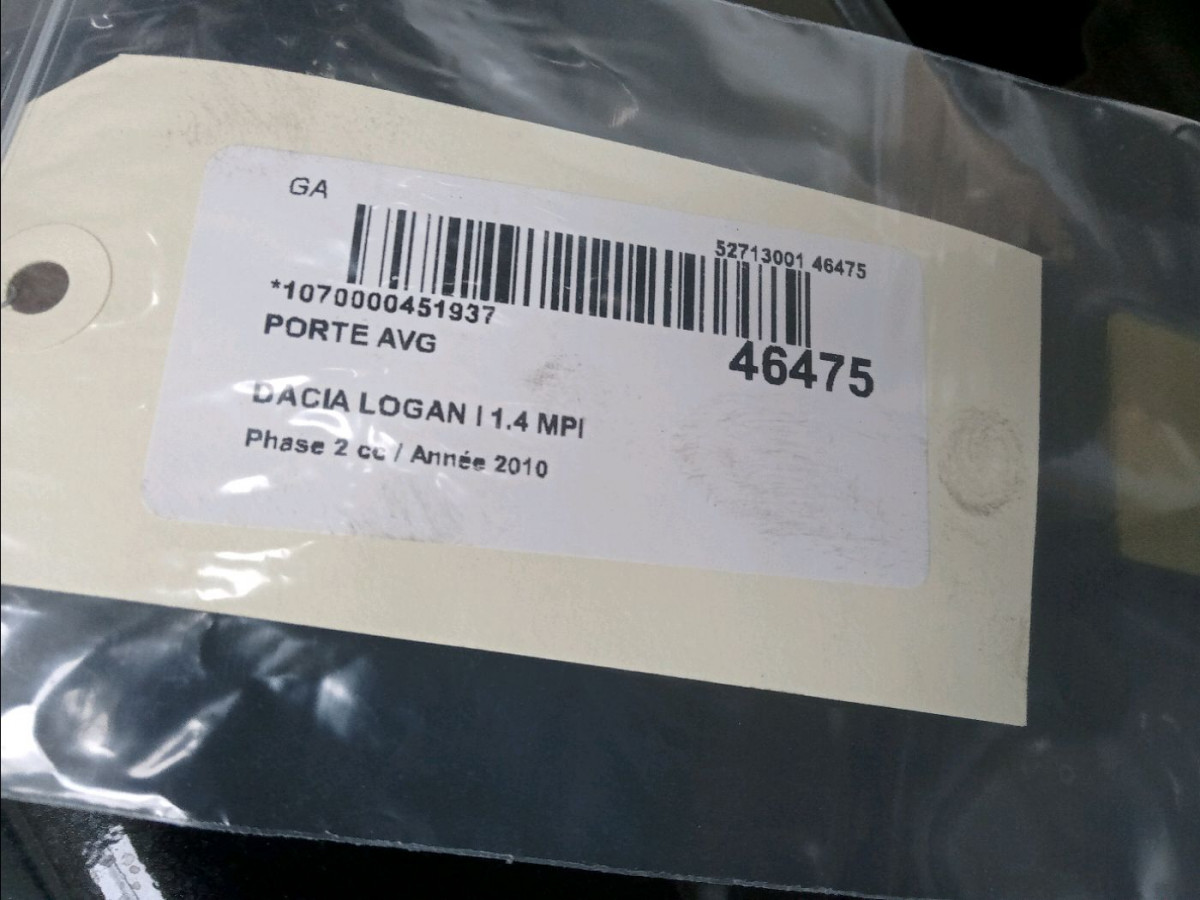 GA
52713001 46475
*1070000451937
PORTE AVG
46475
DACIA LOGAN I 1.4 MPI
Phase 2 cc / Année 2010